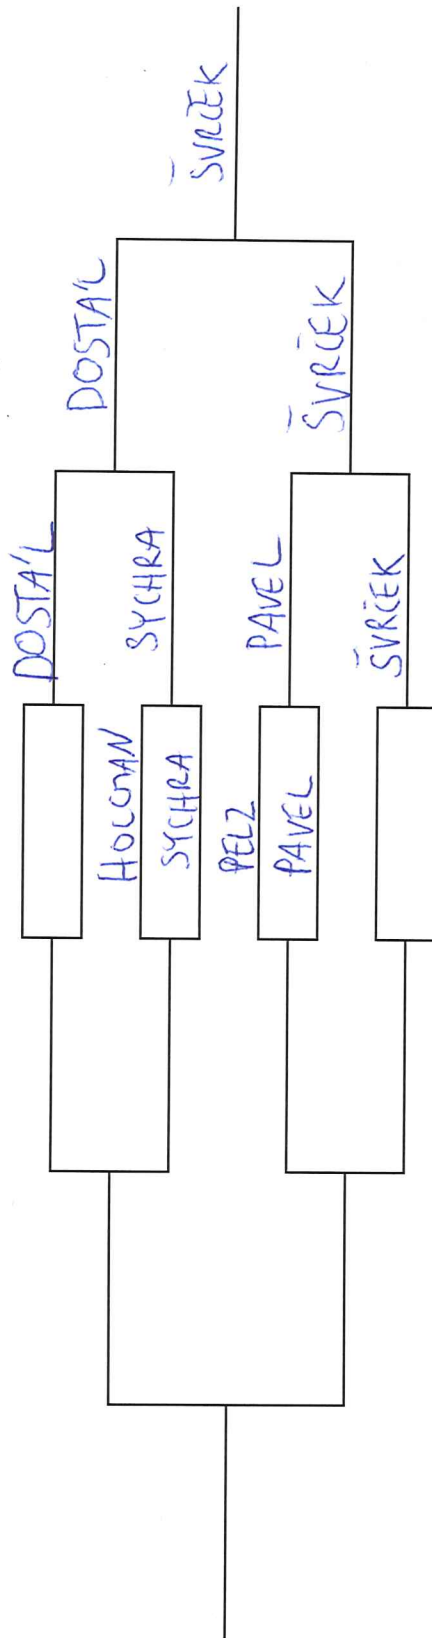 DOSTÁL
HOLCMAN
SYCHRA
PELZ
PAVEL
SYCHRA
PAVEL
ŠVRČEK
DOSTÁL
ŠVRČEK
ŠVRČEK